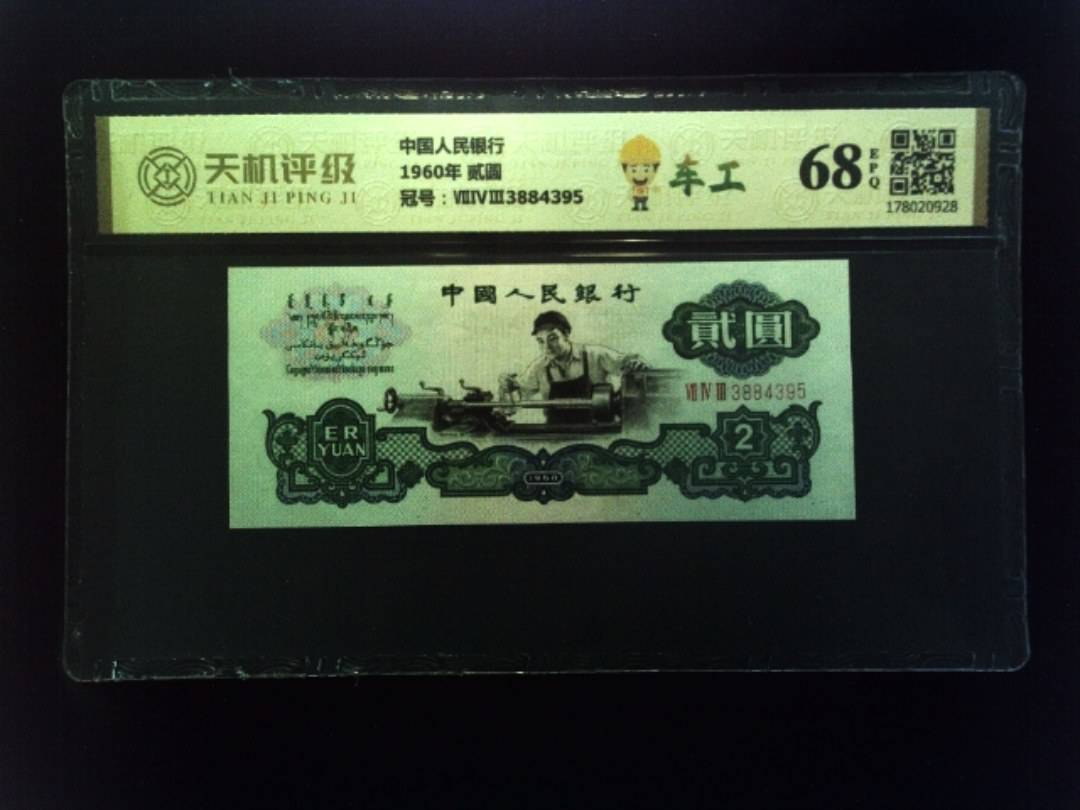 天机评级
TIAN JI PING JI
中国人民银行
1960年 贰圆
冠号：ⅧⅣⅢ3884395
车工
68
EPQ
178020928
中國人民銀行
貳圓
ⅧⅣⅢ3884395
ER
YUAN
2
1960